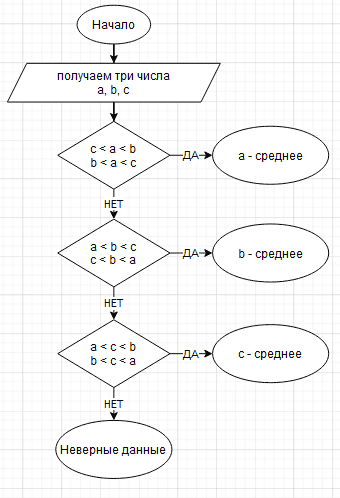 Начало
получаем три числа
a, b, c
c < a < b
b < a < c
ДА
а - среднее
НЕТ
a < b < c
c < b < a
ДА
b - среднее
НЕТ
a < c < b
b < c < a
ДА
с - среднее
НЕТ
Неверные данные